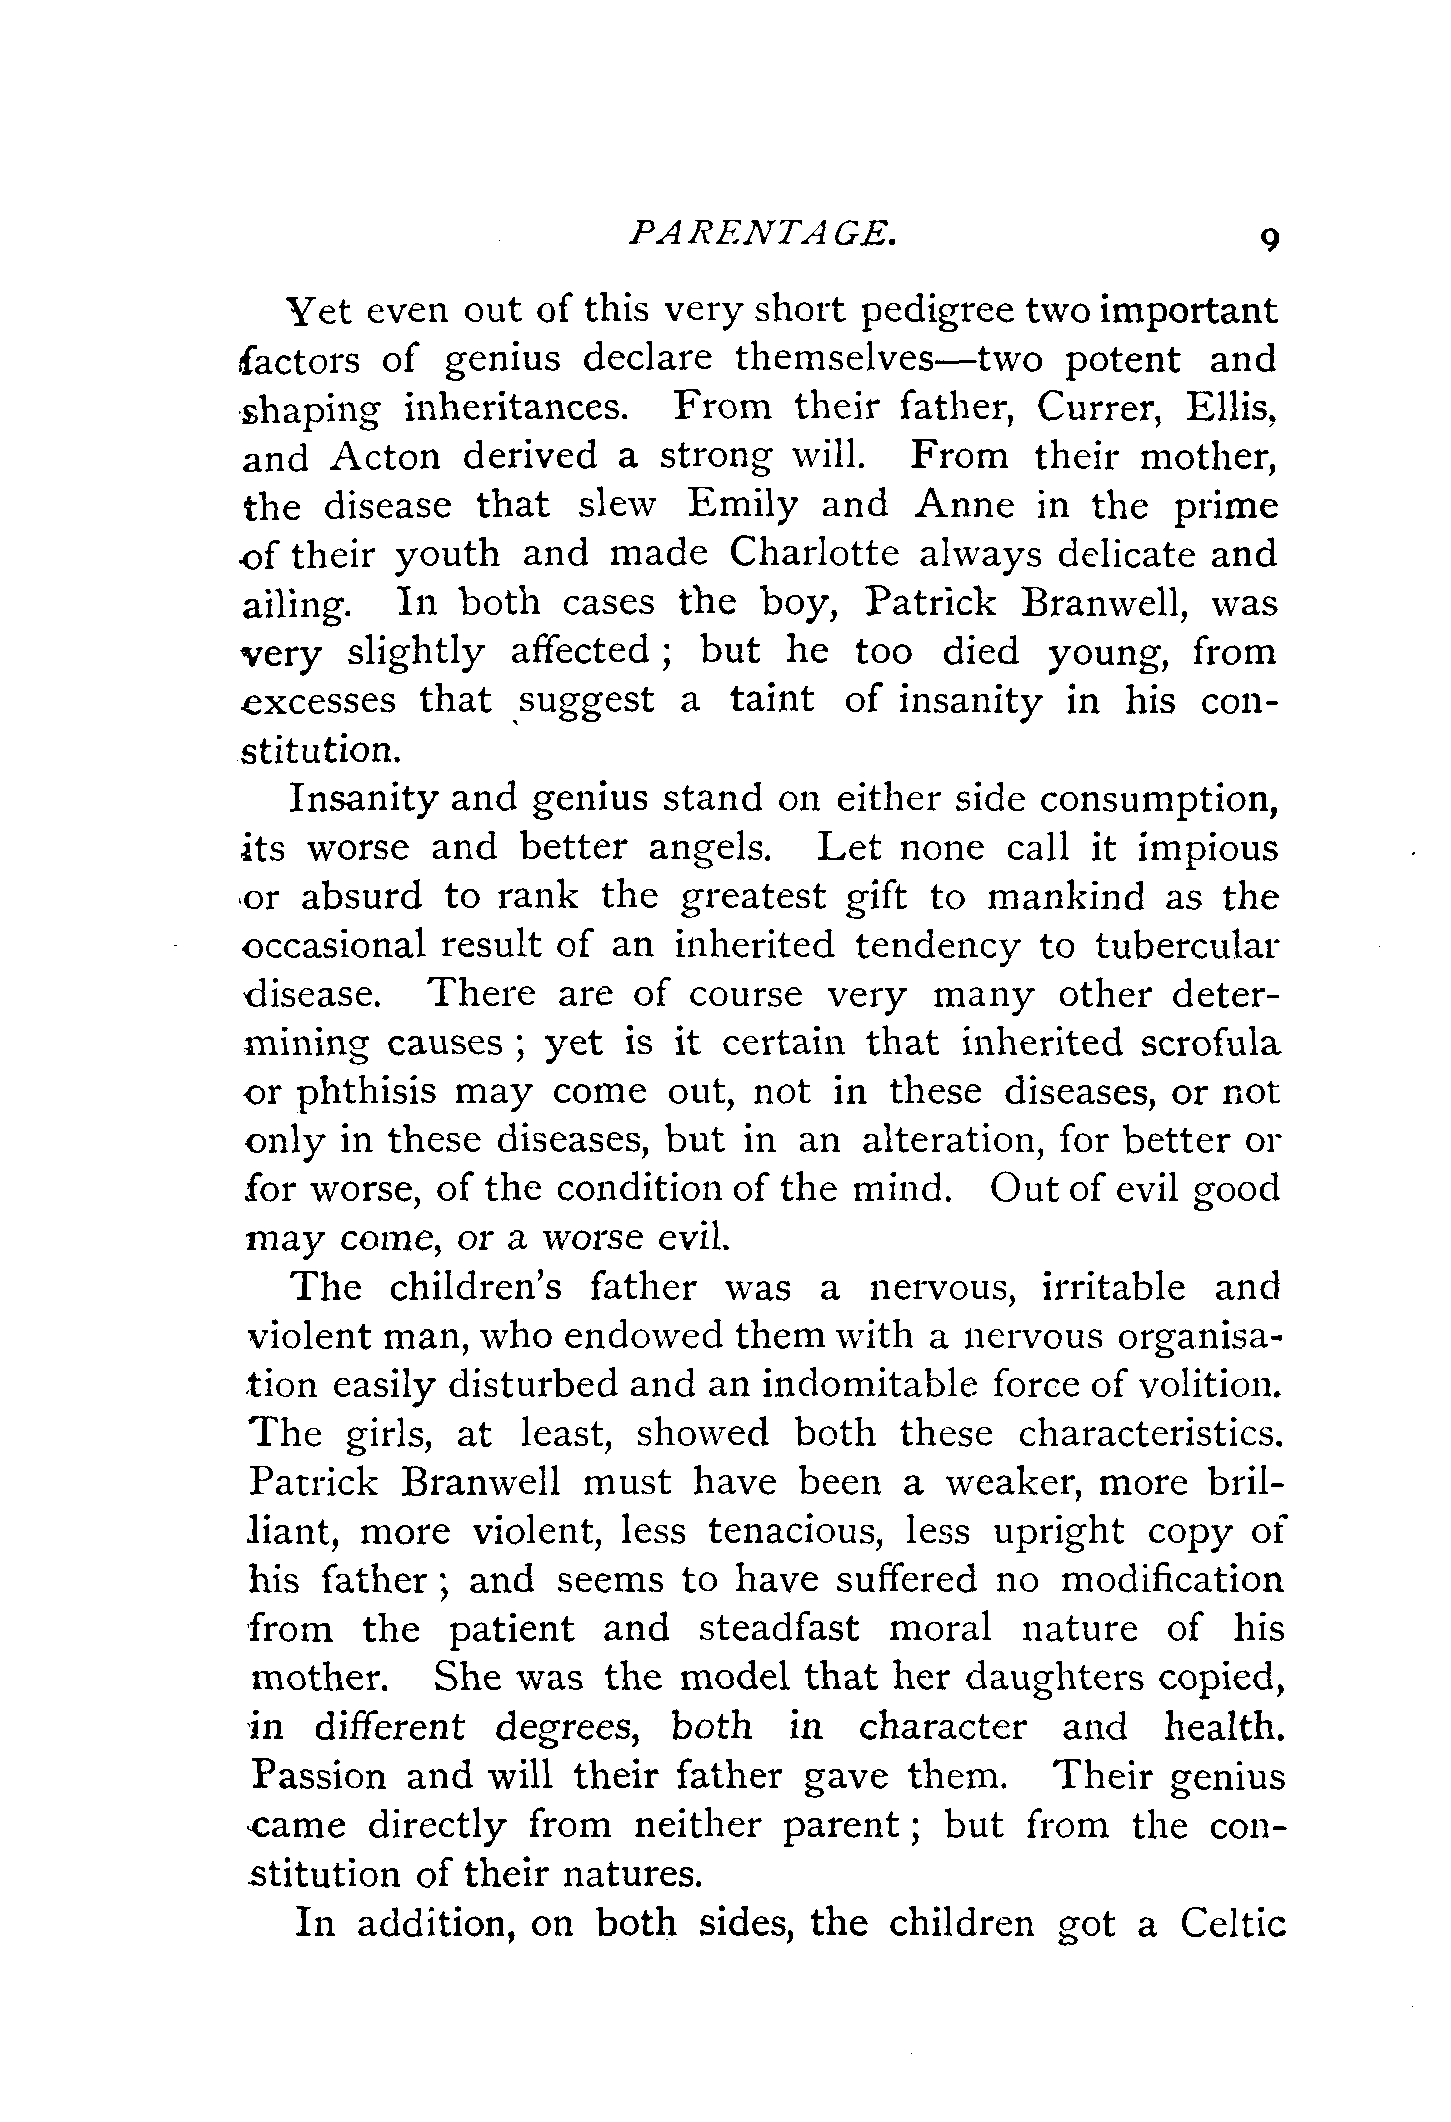 PARENTAGE. 9
Yet even out of this very short pedigree two important
factors of genius declare themselves—two potent and
shaping inheritances. From their father, Currer, Ellis,
and Acton derived a strong will. From their mother,
the disease that slew Emily and Anne in the prime
of their youth and made Charlotte always delicate and
ailing. In both cases the boy, Patrick Branwell, was
very slightly affected ; but he too died young, from
excesses that suggest a taint of insanity in his con-
stitution.
Insanity and genius stand on either side consumption,
its worse and better angels. Let none call it impious
or absurd to rank the greatest gift to mankind as the
occasional result of an inherited tendency to tubercular
disease. There are of course very many other deter-
mining causes ; yet is it certain that inherited scrofula
or phthisis may come out, not in these diseases, or not
only in these diseases, but in an alteration, for better or
for worse, of the condition of the mind. Out of evil good
may come, or a worse evil.
The children's father was a nervous, irritable and
violent man, who endowed them with a nervous organisa-
tion easily disturbed and an indomitable force of volition.
The girls, at least, showed both these characteristics.
Patrick Branwell must have been a weaker, more bril-
liant, more violent, less tenacious, less upright copy of
his father ; and seems to have suffered no modification
from the patient and steadfast moral nature of his
mother. She was the model that her daughters copied,
in different degrees, both in character and health.
Passion and will their father gave them. Their genius
came directly from neither parent ; but from the con-
stitution of their natures.
In addition, on both sides, the children got a Celtic